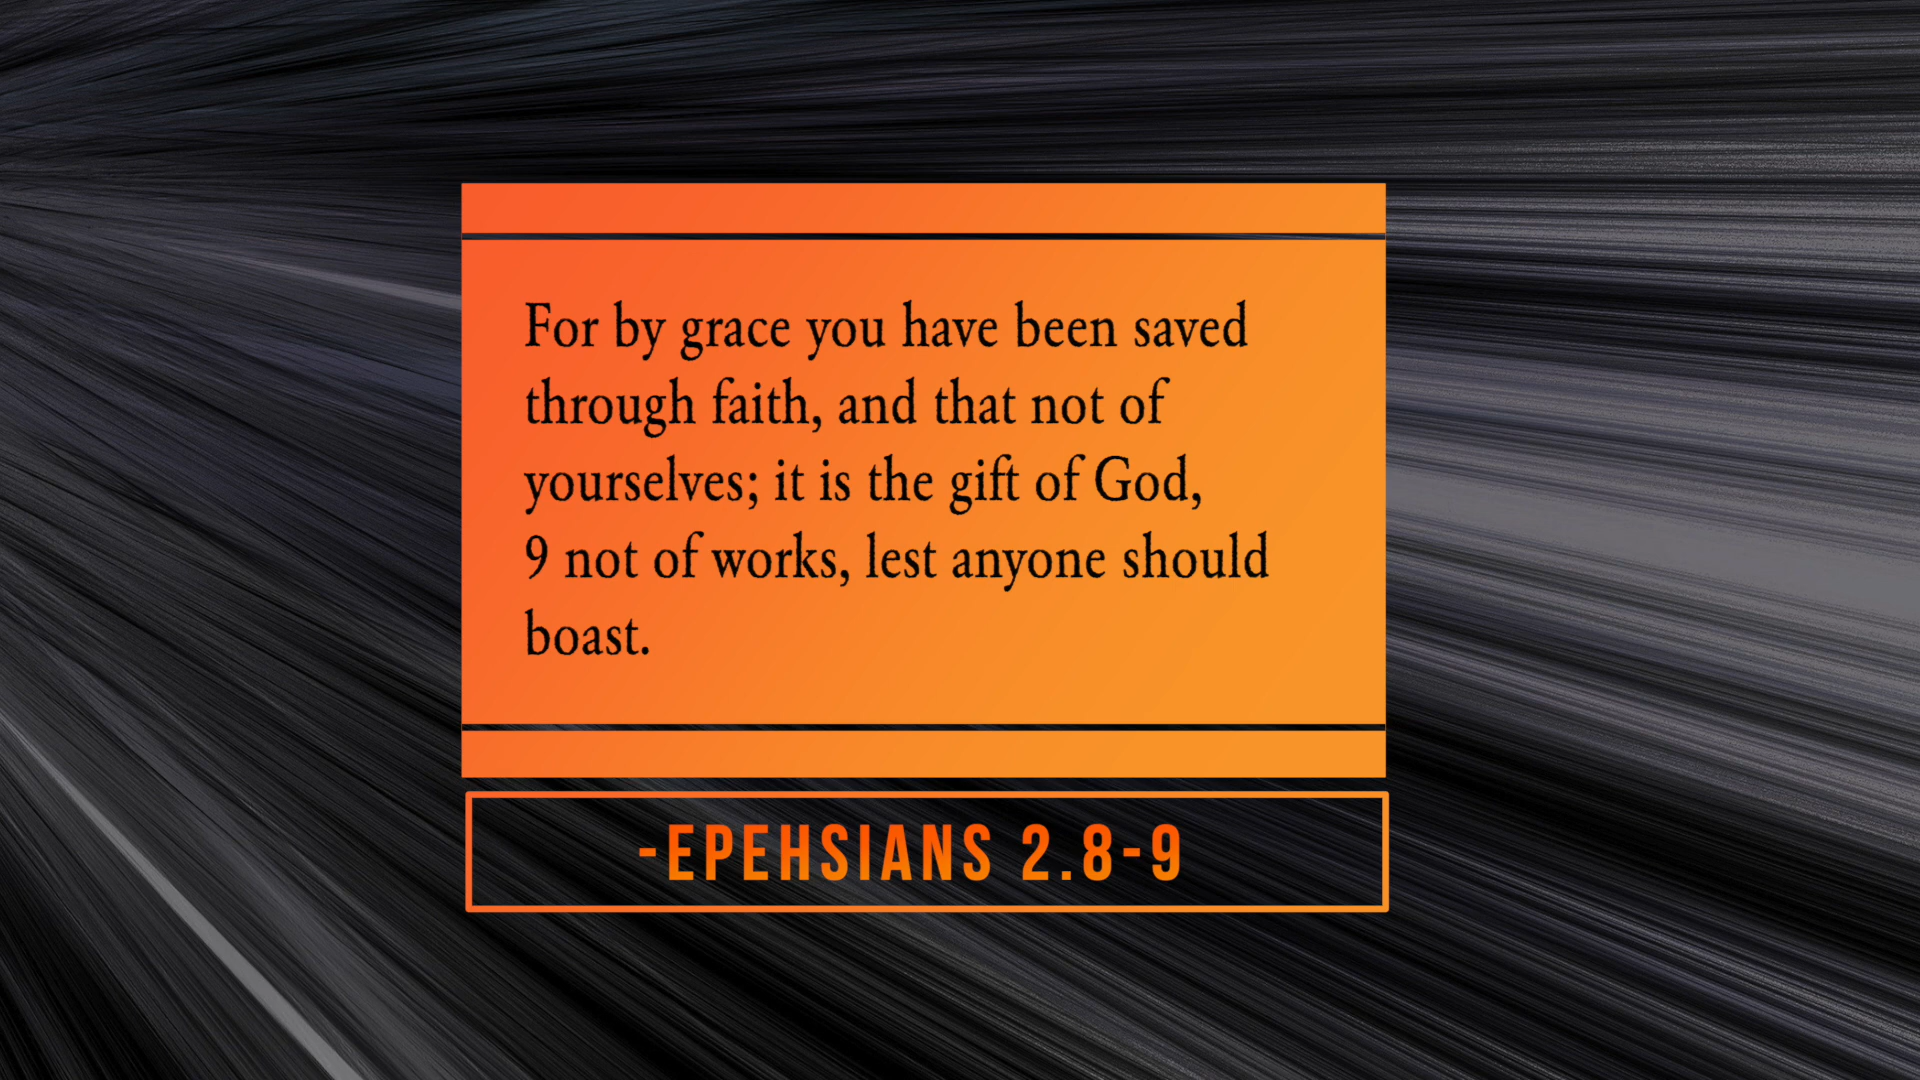 For by grace you have been saved
through faith, and that not of
yourselves; it is the gift of God,
9 not of works, lest anyone should
boast.
-EPEHSIANS 2.8-9